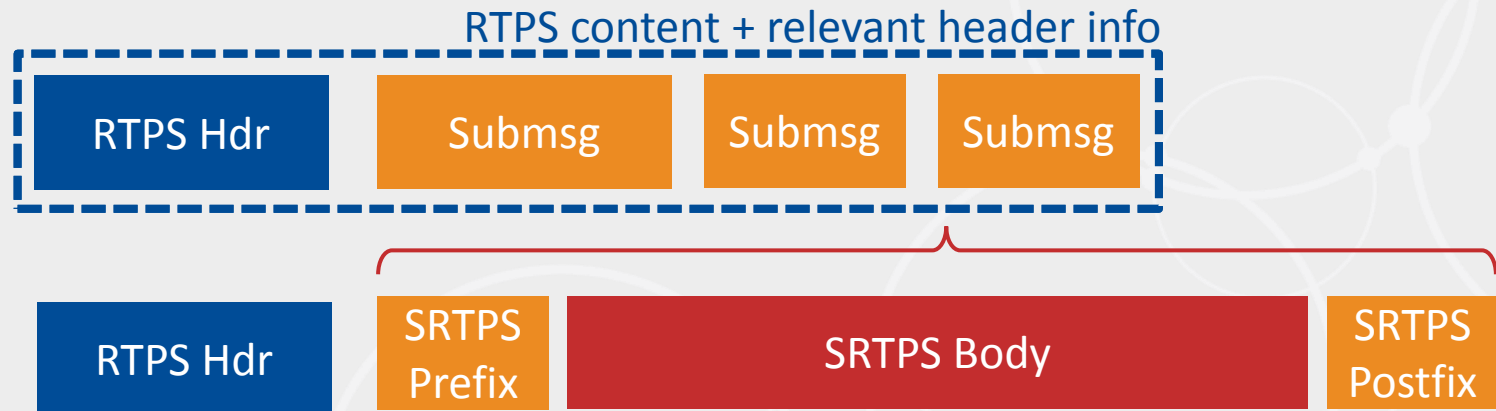 RTPS content + relevant header info
RTPS Hdr
Submsg
Submsg
Submsg
RTPS Hdr
SRTPS
Prefix
SRTPS Body
SRTPS
Postfix